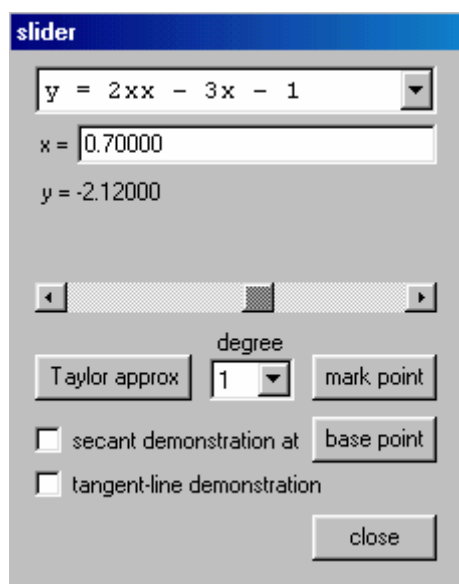 slider
y = 2xx - 3x - 1
x = 0.70000
y = -2.12000
degree
Taylor approx 1 mark point
secant demonstration at base point
tangent-line demonstration
close